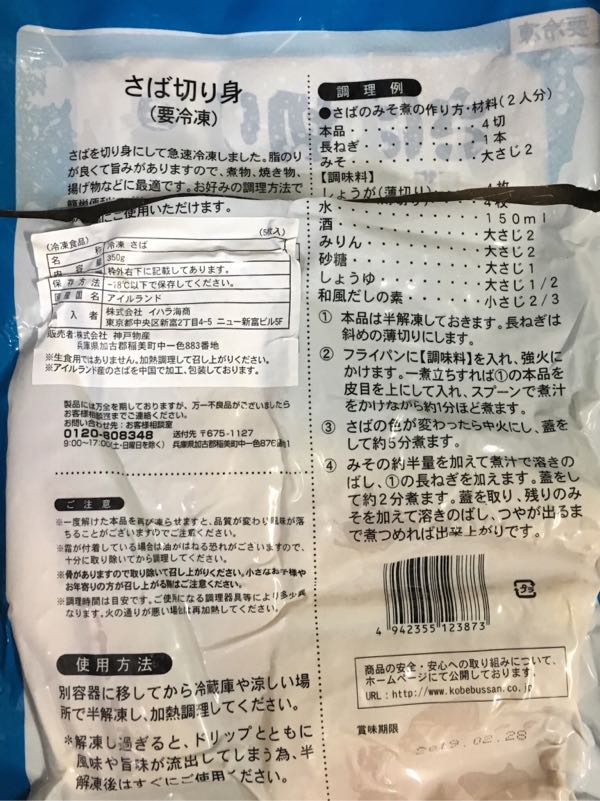 要冷凍
さば切り身
(要冷凍)
さばを切り身にして急速冷凍しました。脂のり
が良くて旨みがありますので、煮物、焼き物、
揚げ物などに最適です。お好みの調理方法で
にご使用いただけます。
(冷凍食品) (5枚入)
名 称 冷凍 さば
内 容 量 350g
枠外右下に記載してあります。
保 存 方 法 -18℃以下で保存してください。
原 産 国 名 アイルランド
輸 入 者 株式会社 イハラ海商
東京都中央区新富2丁目4-5 ニュー新富ビル5F
販売者:株式会社 神戸物産
兵庫県加古郡稲美町中一色883番地
※生食用ではありません。加熱調理して召し上がりください。
※アイルランド産のさばを中国で加工、包装しております。
製品には万全を期しておりますが、万一不良品がございましたら
お客様相談室までご連絡ください。
お問い合わせ先:お客様相談室
0120-808348 送付先 〒675-1127
9:00〜17:00(土・日曜日を除く) 兵庫県加古郡稲美町中一色876番1
ご注意
※一度解けた本品を再び凍らせますと、品質が変わり風味が落
ちることがございますのでご注意ください。
※霜が付着している場合は油がはねる恐れがございますので、
十分に取り除いてから調理してください。
※骨がありますので取り除いて召し上がりください。小さなお子様や
お年寄りの方が召し上がる際はご注意ください。
※調理時間は目安です。ご使用になる調理器具等により多少異
なります。火の通りが悪い場合は再加熱してください。
使用方法
別容器に移してから冷蔵庫や涼しい場
所で半解凍し、加熱調理してください。
※解凍し過ぎると、ドリップとともに
風味や旨味が流出してしまう為、半
解凍後はすぐにご使用ください。
調理例
●さばのみそ煮の作り方・材料(2人分)
本品・・・・・・・・・・4切
長ねぎ・・・・・・・・・1本
みそ・・・・・・・・・大さじ2
【調味料】
しょうが(薄切り)・・・・4枚
水・・・・・・・・・150ml
酒・・・・・・・・・大さじ2
みりん・・・・・・・・大さじ2
砂糖・・・・・・・・・大さじ1
しょうゆ・・・・・・大さじ1/2
和風だしの素・・・・・小さじ2/3
① 本品は半解凍しておきます。長ねぎは
斜めの薄切りにします。
② フライパンに【調味料】を入れ、強火に
かけます。一煮立ちすれば①の本品を
皮目を上にして入れ、スプーンで煮汁
をかけながら約1分ほど煮ます。
③ さばの色が変わったら中火にし、蓋を
して約5分煮ます。
④ みその約半量を加えて煮汁で溶きの
ばし、①の長ねぎを加えます。蓋をし
て約2分煮ます。蓋を取り、残りのみ
そを加えて溶きのばし、つやが出るま
で煮つめれば出来上がりです。
4 942355 123873
プラ
商品の安全・安心への取り組みについて、
ホームページにて公開しております。
URL:http://www.kobebussan.co.jp
賞味期限
2019.02.28